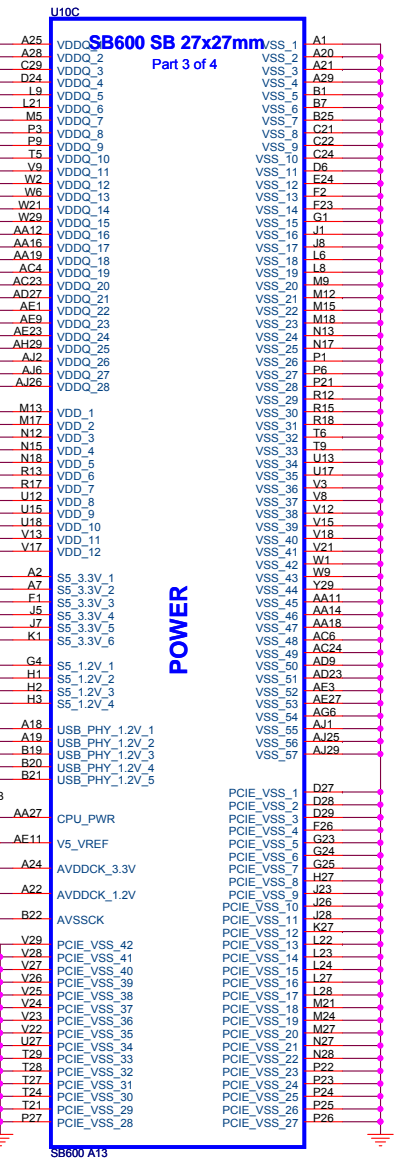 U10C
SB600 SB 27x27mm
Part 3 of 4
A25 VDDQ_1
A28 VDDQ_2
C29 VDDQ_3
D24 VDDQ_4
L9 VDDQ_5
L21 VDDQ_6
M5 VDDQ_7
P3 VDDQ_8
P9 VDDQ_9
T5 VDDQ_10
V9 VDDQ_11
W2 VDDQ_12
W6 VDDQ_13
W21 VDDQ_14
W29 VDDQ_15
AA12 VDDQ_16
AA16 VDDQ_17
AA19 VDDQ_18
AC4 VDDQ_19
AC23 VDDQ_20
AD27 VDDQ_21
AE1 VDDQ_22
AE9 VDDQ_23
AE23 VDDQ_24
AH29 VDDQ_25
AJ2 VDDQ_26
AJ6 VDDQ_27
AJ26 VDDQ_28
M13 VDD_1
M17 VDD_2
N12 VDD_3
N15 VDD_4
N18 VDD_5
R13 VDD_6
R17 VDD_7
U12 VDD_8
U15 VDD_9
U18 VDD_10
V13 VDD_11
V17 VDD_12
A2 S5_3.3V_1
A7 S5_3.3V_2
F1 S5_3.3V_3
J5 S5_3.3V_4
J7 S5_3.3V_5
K1 S5_3.3V_6
G4 S5_1.2V_1
H1 S5_1.2V_2
H2 S5_1.2V_3
H3 S5_1.2V_4
A18 USB_PHY_1.2V_1
A19 USB_PHY_1.2V_2
B19 USB_PHY_1.2V_3
B20 USB_PHY_1.2V_4
B21 USB_PHY_1.2V_5
3
AA27 CPU_PWR
AE11 V5_VREF
A24 AVDDCK_3.3V
A22 AVDDCK_1.2V
B22 AVSSCK
V29 PCIE_VSS_42
V28 PCIE_VSS_41
V27 PCIE_VSS_40
V26 PCIE_VSS_39
V25 PCIE_VSS_38
V24 PCIE_VSS_37
V23 PCIE_VSS_36
V22 PCIE_VSS_35
U27 PCIE_VSS_34
T29 PCIE_VSS_33
T28 PCIE_VSS_32
T27 PCIE_VSS_31
T24 PCIE_VSS_30
T21 PCIE_VSS_29
P27 PCIE_VSS_28
POWER
VSS_1 A1
VSS_2 A20
VSS_3 A21
VSS_4 A29
VSS_5 B1
VSS_6 B7
VSS_7 B25
VSS_8 C21
VSS_9 C22
VSS_10 C24
VSS_11 D6
VSS_12 E24
VSS_13 F2
VSS_14 F23
VSS_15 G1
VSS_16 J1
VSS_17 J8
VSS_18 L6
VSS_19 L8
VSS_20 M9
VSS_21 M12
VSS_22 M15
VSS_23 M18
VSS_24 N13
VSS_25 N17
VSS_26 P1
VSS_27 P6
VSS_28 P21
VSS_29 R12
VSS_30 R15
VSS_31 R18
VSS_32 T6
VSS_33 T9
VSS_34 U13
VSS_35 U17
VSS_36 V3
VSS_37 V8
VSS_38 V12
VSS_39 V15
VSS_40 V18
VSS_41 V21
VSS_42 W1
VSS_43 W9
VSS_44 Y29
VSS_45 AA11
VSS_46 AA14
VSS_47 AA18
VSS_48 AC6
VSS_49 AC24
VSS_50 AD9
VSS_51 AD23
VSS_52 AE3
VSS_53 AE27
VSS_54 AG6
VSS_55 AJ1
VSS_56 AJ25
VSS_57 AJ29
PCIE_VSS_1 D27
PCIE_VSS_2 D28
PCIE_VSS_3 D29
PCIE_VSS_4 F26
PCIE_VSS_5 G23
PCIE_VSS_6 G24
PCIE_VSS_7 G25
PCIE_VSS_8 H27
PCIE_VSS_9 J23
PCIE_VSS_10 J26
PCIE_VSS_11 J28
PCIE_VSS_12 K27
PCIE_VSS_13 L22
PCIE_VSS_14 L23
PCIE_VSS_15 L24
PCIE_VSS_16 L27
PCIE_VSS_17 L28
PCIE_VSS_18 M21
PCIE_VSS_19 M24
PCIE_VSS_20 M27
PCIE_VSS_21 N27
PCIE_VSS_22 N28
PCIE_VSS_23 P22
PCIE_VSS_24 P23
PCIE_VSS_25 P24
PCIE_VSS_26 P25
PCIE_VSS_27 P26
SB600 A13